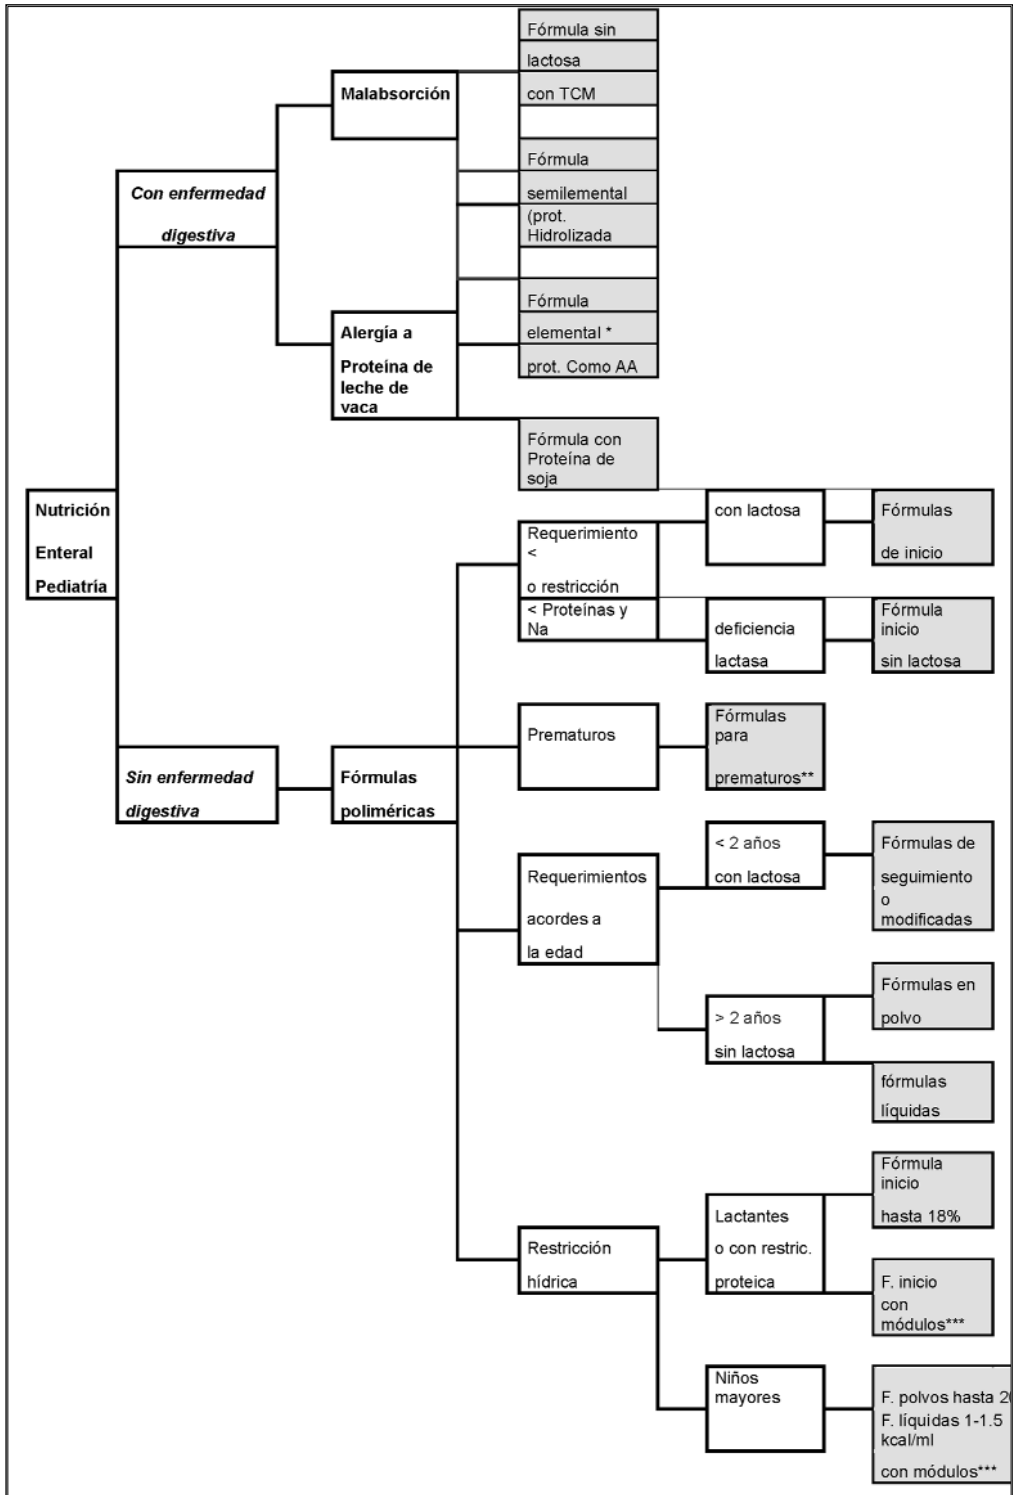 Fórmula sin
lactosa
con TCM
Malabsorción
Fórmula
semilemental
(prot.
Hidrolizada
Con enfermedad
digestiva
Fórmula
elemental *
prot. Como AA
Alergía a
Proteína de
leche de
vaca
Fórmula con
Proteína de
soja
Nutrición
Enteral
Pediatría
Requerimiento
<
o restricción
< Proteínas y
Na
con lactosa
Fórmulas
de inicio
deficiencia
lactasa
Fórmula
inicio
sin lactosa
Sin enfermedad
digestiva
Fórmulas
poliméricas
Prematuros
Fórmulas
para
prematuros**
Requerimientos
acordes a
la edad
< 2 años
con lactosa
Fórmulas de
seguimiento
o
modificadas
> 2 años
sin lactosa
Fórmulas en
polvo
fórmulas
líquidas
Restricción
hídrica
Lactantes
o con restric.
proteica
Fórmula
inicio
hasta 18%
F. inicio
con
módulos***
Niños
mayores
F. polvos hasta
F. líquidas 1-1.5
kcal/ml
con módulos***